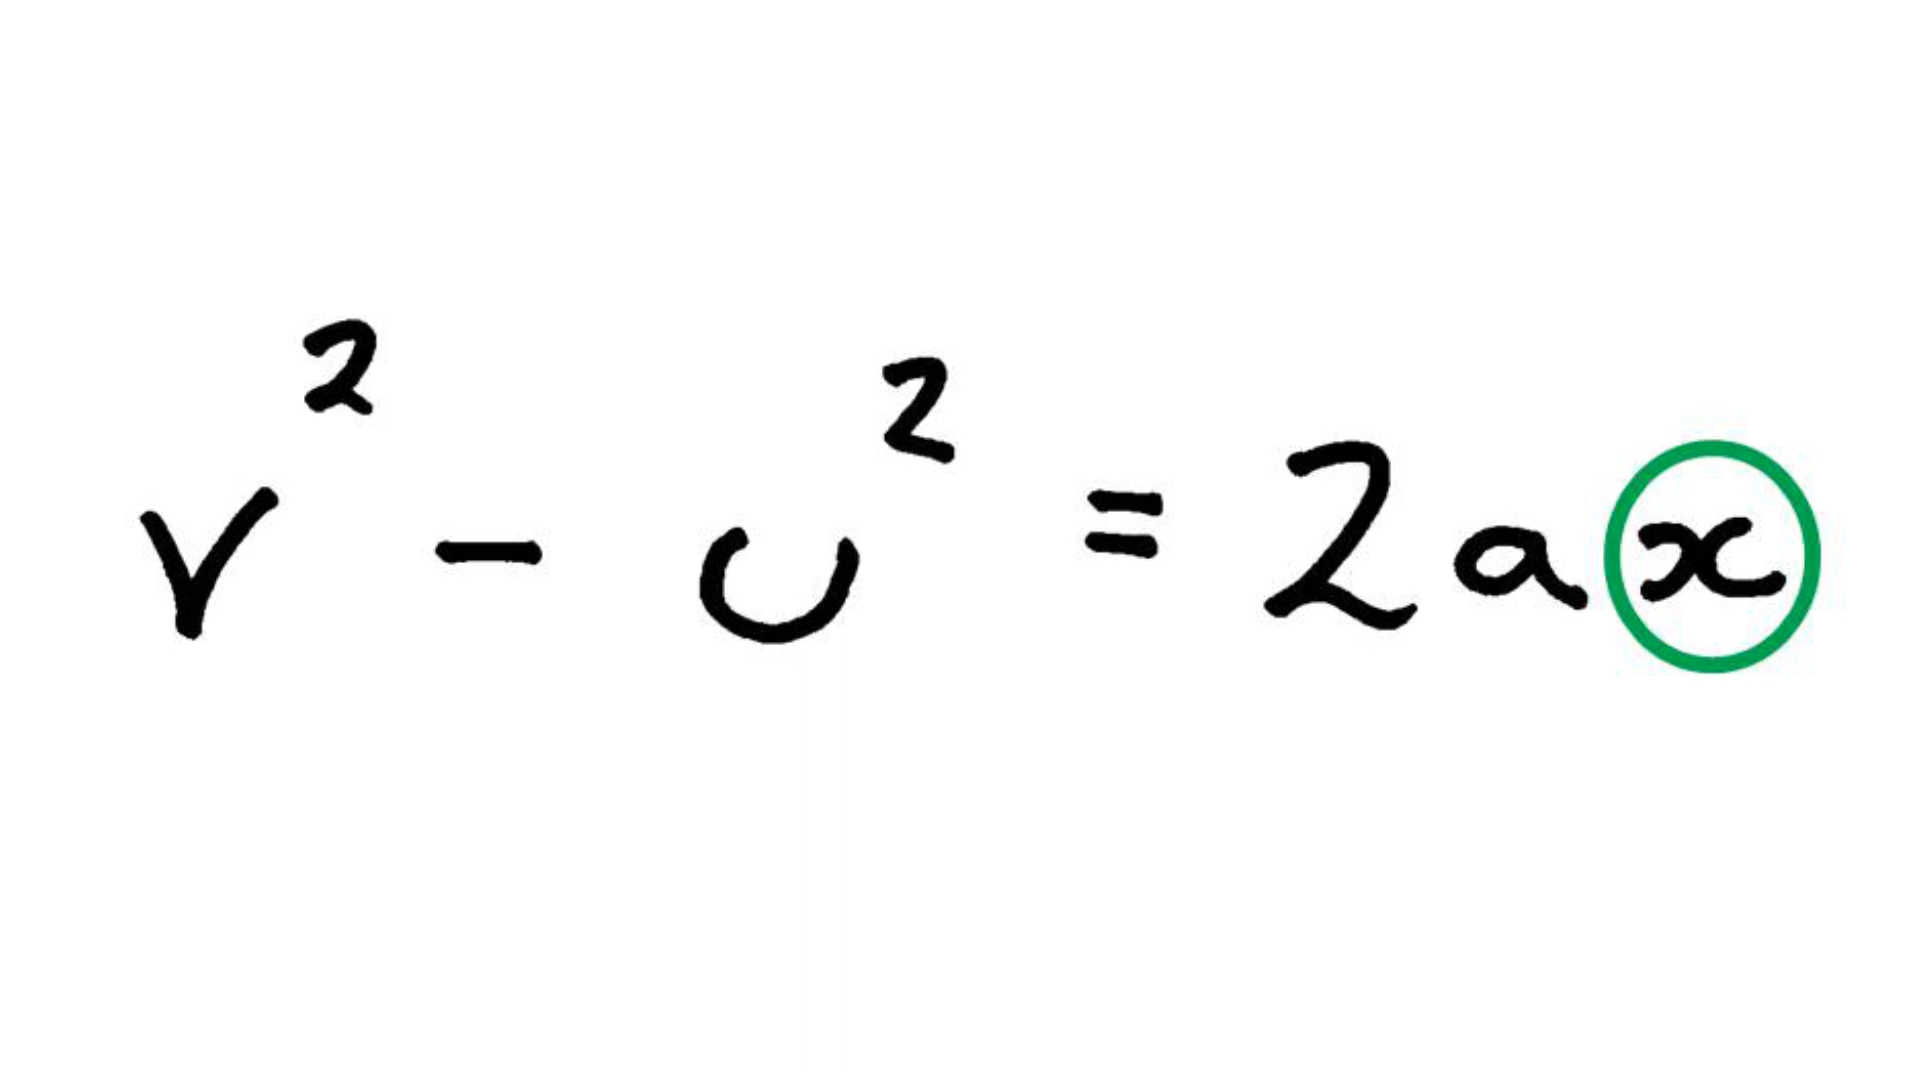 v² - u² = 2ax